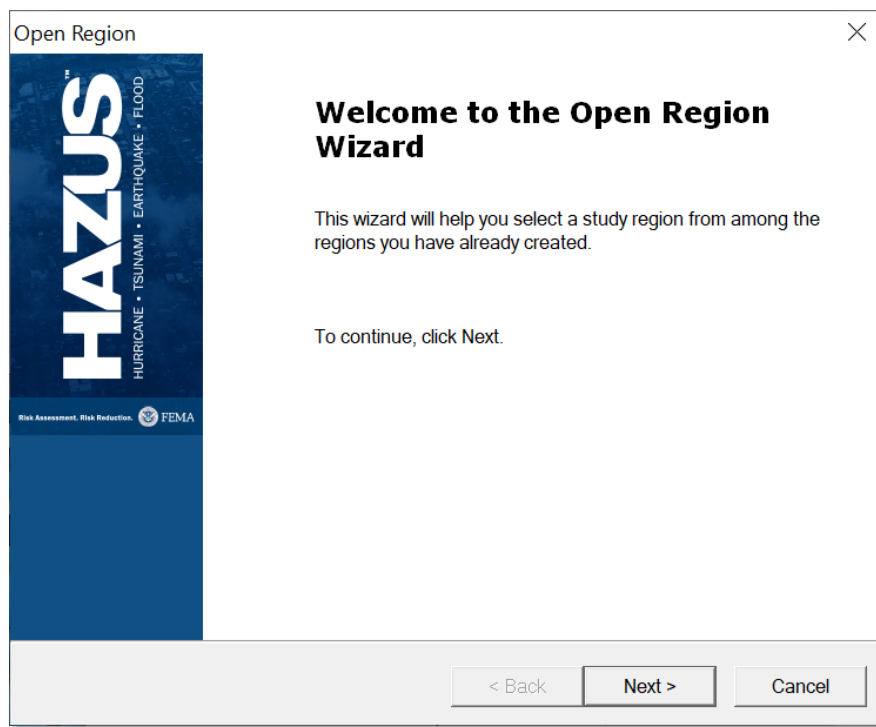 Open Region
HAZUS™
HURRICANE • TSUNAMI • EARTHQUAKE • FLOOD
Risk Assessment. Risk Reduction. FEMA
Welcome to the Open Region
Wizard
This wizard will help you select a study region from among the
regions you have already created.
To continue, click Next.
< Back Next > Cancel